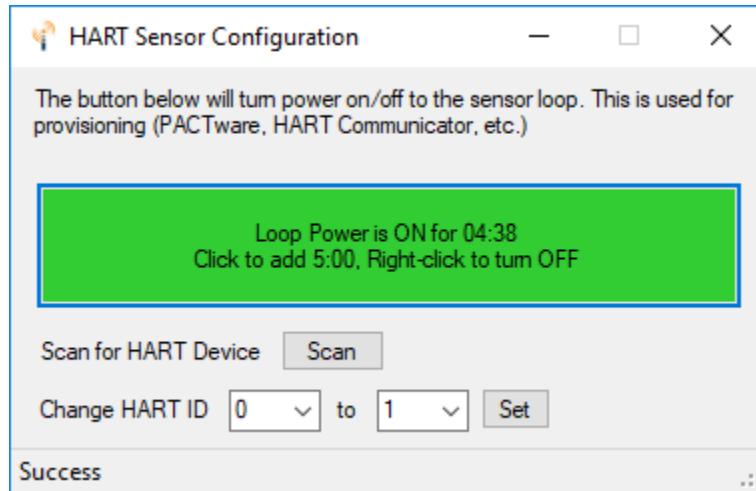 HART Sensor Configuration
The button below will turn power on/off to the sensor loop. This is used for
provisioning (PACTware, HART Communicator, etc.)
Loop Power is ON for 04:38
Click to add 5:00, Right-click to turn OFF
Scan for HART Device Scan
Change HART ID 0 to 1 Set
Success